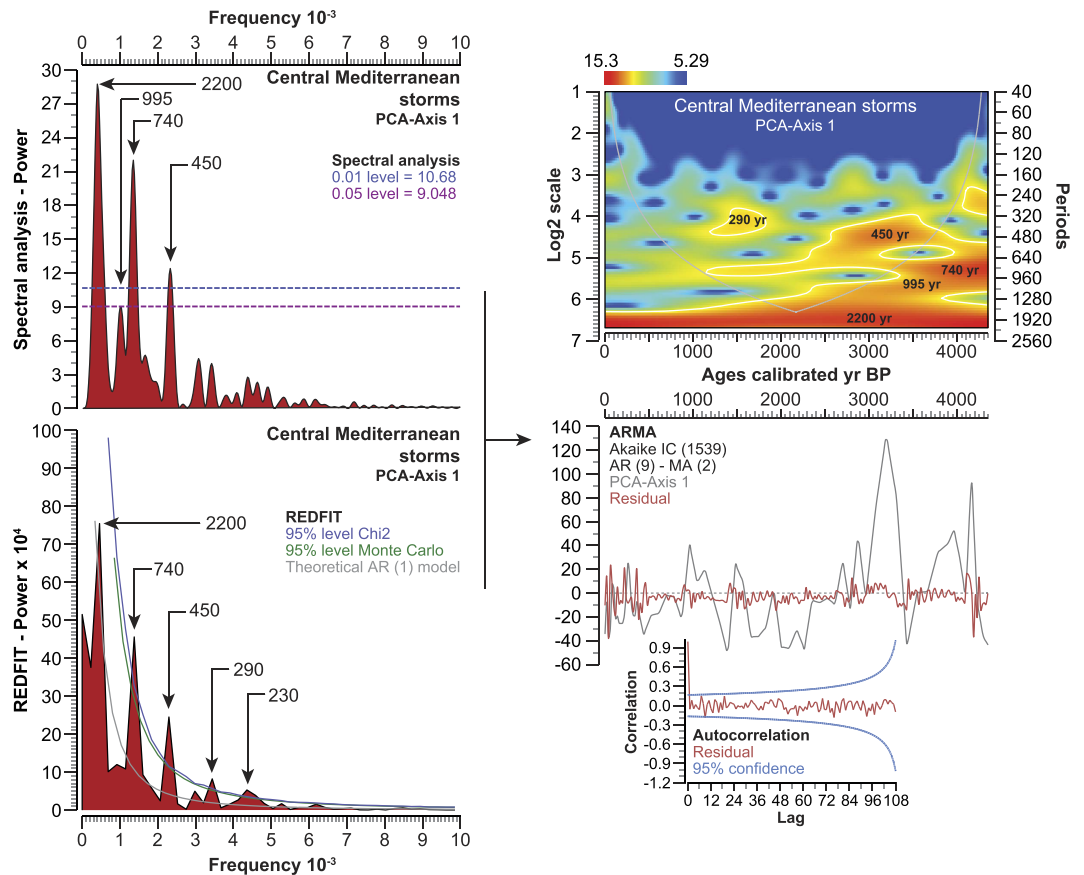 Frequency 10-3
0 1 2 3 4 5 6 7 8 9 10
30
27
24
21
18
15
12
9
6
3
0
Spectral analysis - Power
Central Mediterranean
storms
PCA-Axis 1
2200
995
740
450
Spectral analysis
0.01 level = 10.68
0.05 level = 9.048
100
90
80
70
60
50
40
30
20
10
0
REDFIT - Power x 104
Central Mediterranean
storms
PCA-Axis 1
2200
740
450
290
230
REDFIT
95% level Chi2
95% level Monte Carlo
Theoretical AR (1) model
0 1 2 3 4 5 6 7 8 9 10
Frequency 10-3
15.3 5.29
Central Mediterranean storms
PCA-Axis 1
1
2
3
4
5
6
7
Log2 scale
290 yr
450 yr
740 yr
995 yr
2200 yr
40
60
80
120
160
240
320
480
640
960
1280
1920
2560
Periods
0 1000 2000 3000 4000
Ages calibrated yr BP
0 1000 2000 3000 4000
140
120
100
80
60
40
20
0
-20
-40
-60
ARMA
Akaike IC (1539)
AR (9) - MA (2)
PCA-Axis 1
Residual
0.9
0.6
0.3
0.0
-0.3
-0.6
-0.9
-1.2
Correlation
Autocorrelation
Residual
95% confidence
0 12 24 36 48 60 72 84 96 108
Lag